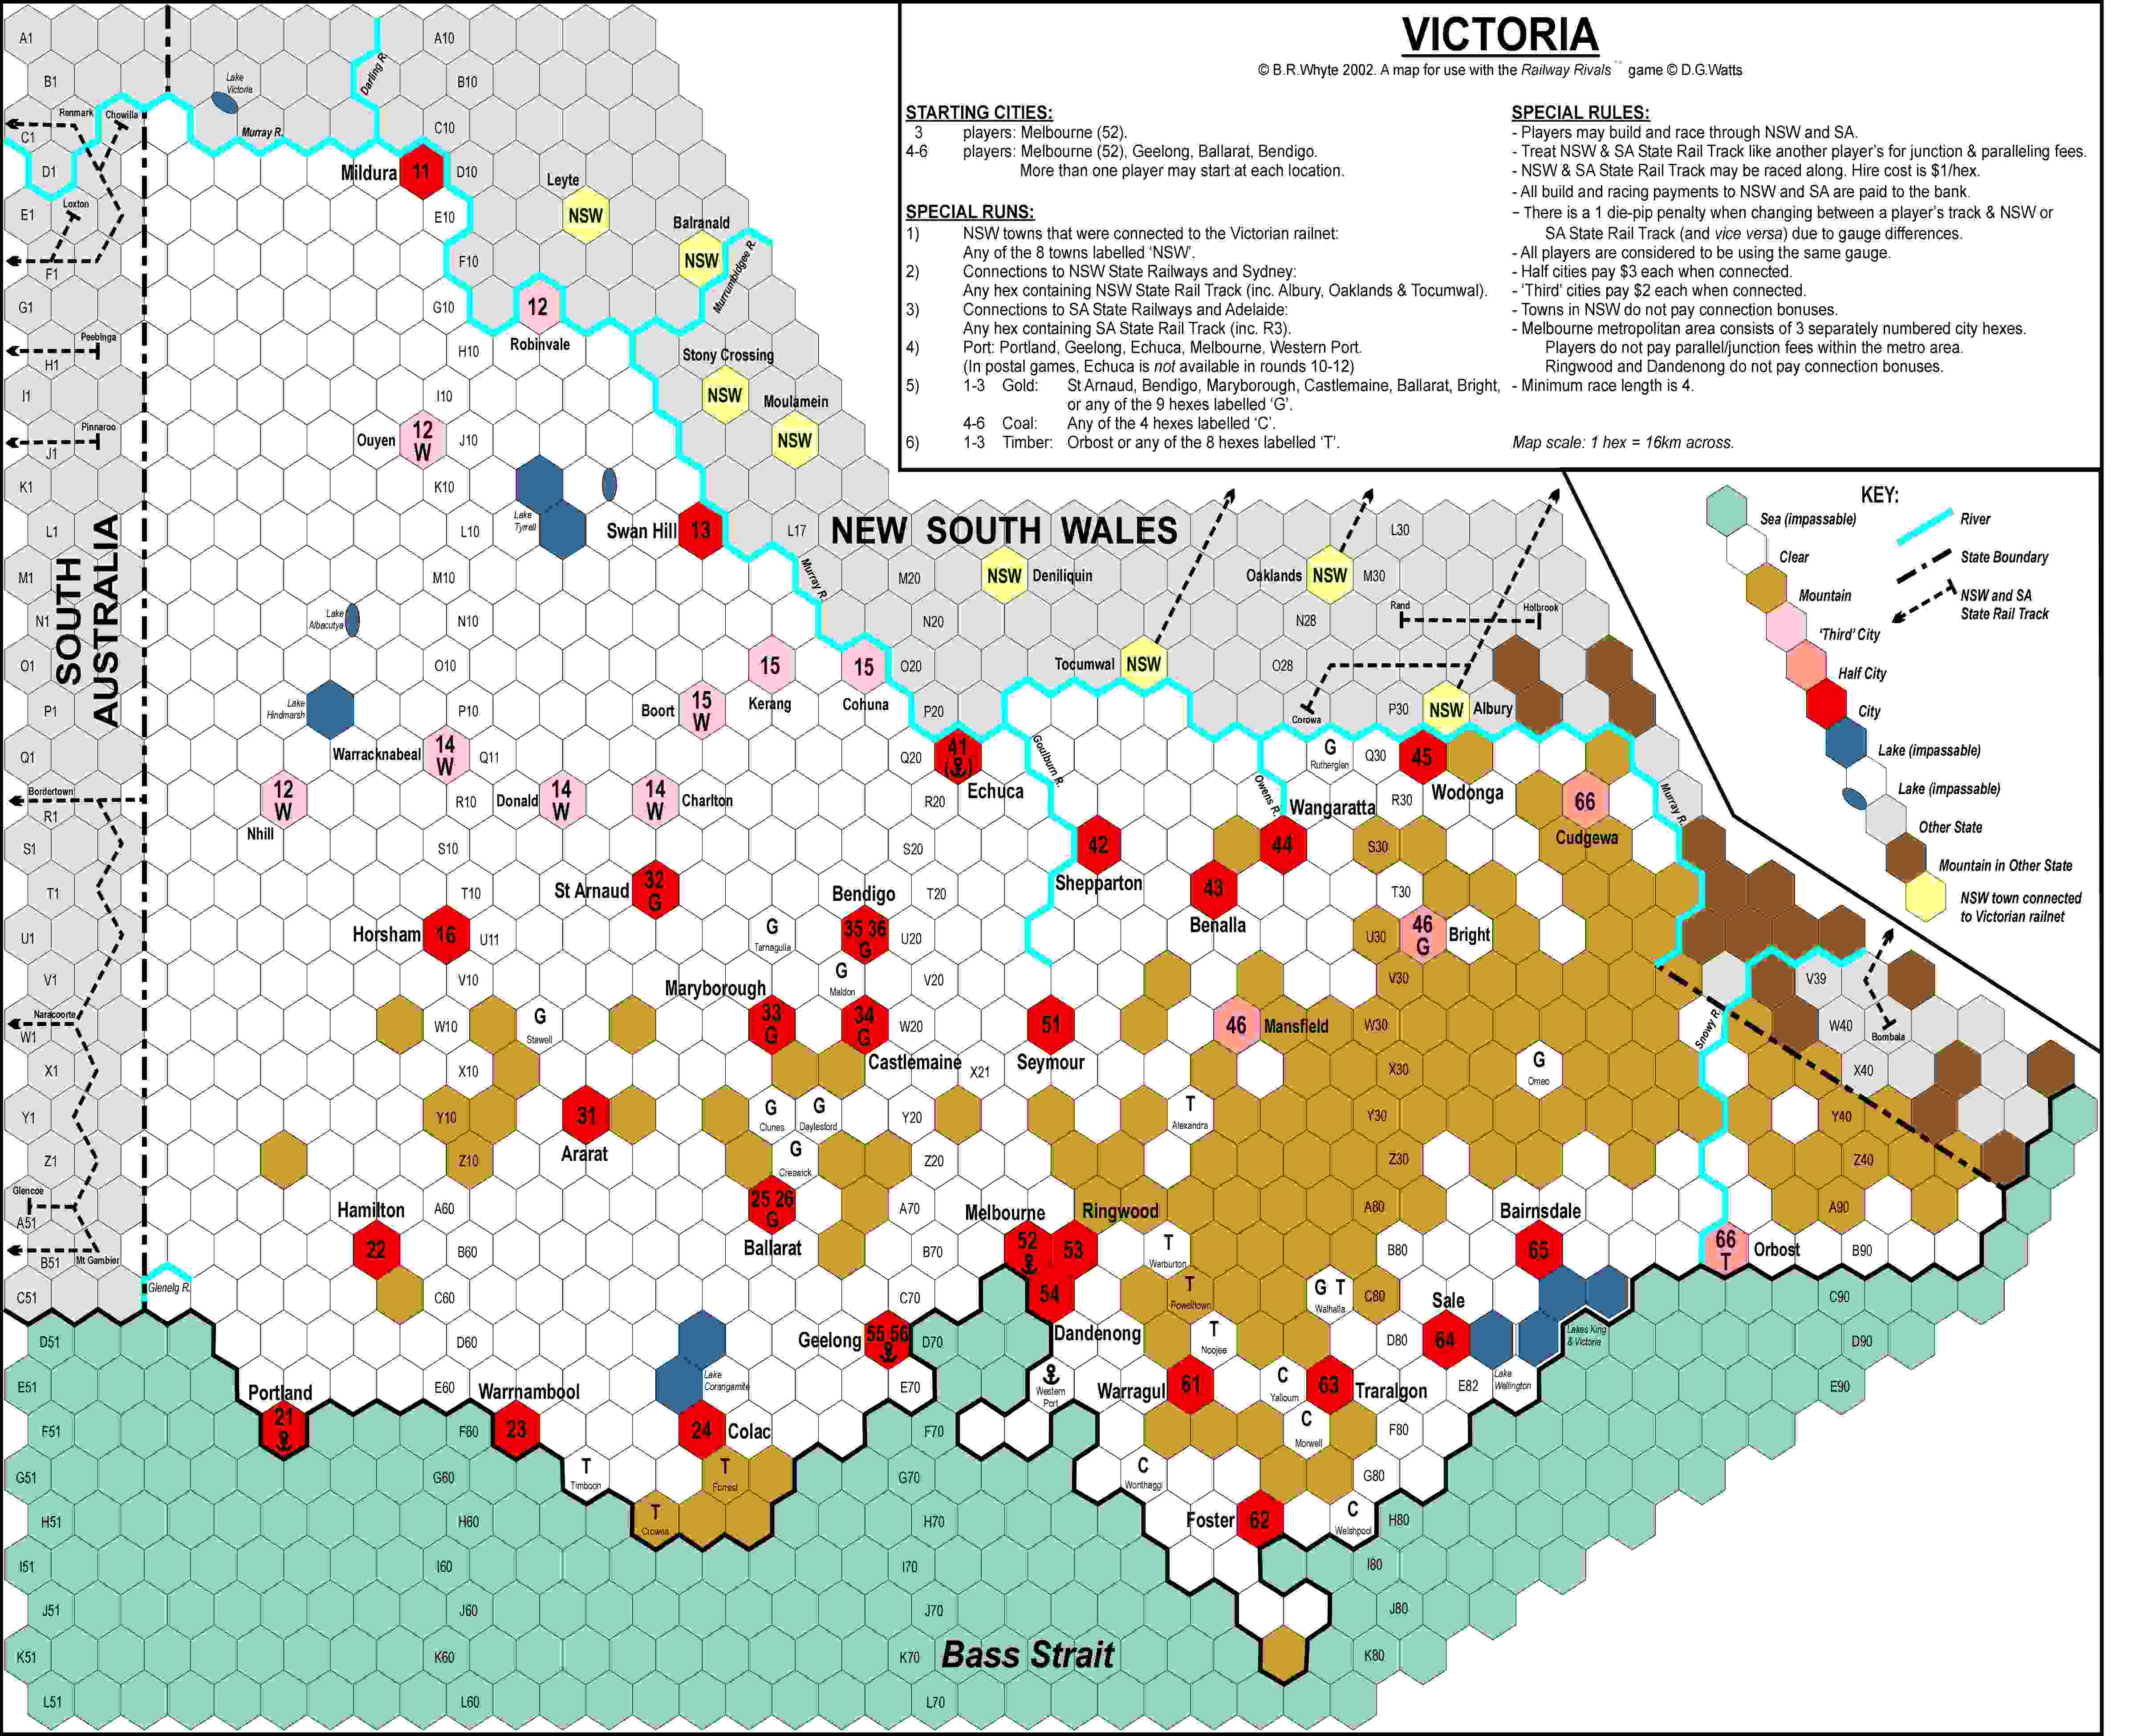 VICTORIA
© B.R.Whyte 2002. A map for use with the Railway Rivals™ game © D.G.Watts
STARTING CITIES:
3 players: Melbourne (52).
4-6 players: Melbourne (52), Geelong, Ballarat, Bendigo.
More than one player may start at each location.
SPECIAL RUNS:
1) NSW towns that were connected to the Victorian railnet:
Any of the 8 towns labelled ‘NSW’.
2) Connections to NSW State Railways and Sydney:
Any hex containing NSW State Rail Track (inc. Albury, Oaklands & Tocumwal).
3) Connections to SA State Railways and Adelaide:
Any hex containing SA State Rail Track (inc. R3).
4) Port: Portland, Geelong, Echuca, Melbourne, Western Port.
(In postal games, Echuca is not available in rounds 10-12)
5) 1-3 Gold: St Arnaud, Bendigo, Maryborough, Castlemaine, Ballarat, Bright,
or any of the 9 hexes labelled ‘G’.
4-6 Coal: Any of the 4 hexes labelled ‘C’.
6) 1-3 Timber: Orbost or any of the 8 hexes labelled ‘T’.
SPECIAL RULES:
- Players may build and race through NSW and SA.
- Treat NSW & SA State Rail Track like another player's for junction & paralleling fees.
- NSW & SA State Rail Track may be raced along. Hire cost is $1/hex.
- All build and racing payments to NSW and SA are paid to the bank.
- There is a 1 die-pip penalty when changing between a player's track & NSW or
SA State Rail Track (and vice versa) due to gauge differences.
- All players are considered to be using the same gauge.
- Half cities pay $3 each when connected.
- ‘Third’ cities pay $2 each when connected.
- Towns in NSW do not pay connection bonuses.
- Melbourne metropolitan area consists of 3 separately numbered city hexes.
Players do not pay parallel/junction fees within the metro area.
Ringwood and Dandenong do not pay connection bonuses.
- Minimum race length is 4.
Map scale: 1 hex = 16km across.
KEY:
Sea (impassable)
Clear
Mountain
‘Third’ City
Half City
City
Lake (impassable)
Lake (impassable)
Other State
Mountain in Other State
NSW town connected
to Victorian railnet
River
State Boundary
NSW and SA
State Rail Track
A1
A10
B1
Lake
Victoria
Darling R.
B10
Renmark
Chowilla
C1
Murray R.
C10
D1
Mildura
11
D10
Leyte
E1
Loxton
E10
NSW
Balranald
F1
F10
NSW
Murrumbidgee R.
G1
G10
12
Robinvale
Peebinga
H1
H10
Stony Crossing
I1
I10
NSW
Moulamein
Pinnaroo
J1
Ouyen
12
W
J10
NSW
K1
K10
L1
L10
Lake
Tyrrell
Swan Hill
13
L17
NEW SOUTH WALES
L30
SOUTH
AUSTRALIA
M1
M10
Murray R.
M20
NSW
Deniliquin
Oaklands
NSW
M30
N1
Lake
Albacutya
N10
N20
N28
Rand
Holbrook
O1
O10
15
Kerang
15
Cohuna
O20
Tocumwal
NSW
O28
P1
Lake
Hindmarsh
P10
Boort
15
W
P20
Corowa
P30
NSW
Albury
Q1
Warracknabeal
14
W
Q11
Q20
41
Echuca
Goulburn R.
G
Rutherglen
Q30
45
Wodonga
Bordertown
R1
12
W
Nhill
R10
Donald
14
W
14
W
Charlton
R20
Owens R.
Wangaratta
R30
66
Cudgewa
Murray R.
S1
S10
S20
42
Shepparton
44
S30
T1
T10
St Arnaud
32
G
Bendigo
T20
43
Benalla
T30
U1
Horsham
16
U11
G
Tarnagulla
35 36
G
U20
U30
46
G
Bright
V1
V10
Maryborough
G
Maldon
V20
V30
V39
Naracoorte
W1
W10
G
Stawell
33
G
34
G
Castlemaine
W20
51
Seymour
46
Mansfield
W30
Snowy R.
W40
Bombala
X1
X10
X21
X30
G
Omeo
X40
Y1
Y10
31
Ararat
G
Clunes
G
Daylesford
Y20
T
Alexandra
Y30
Y40
Z1
Z10
G
Creswick
Z20
Z30
Z40
Glencoe
A51
Hamilton
A60
25 26
G
Ballarat
A70
Melbourne
Ringwood
A80
Bairnsdale
A90
B51
Mt Gambier
22
B60
B70
52
53
T
Warburton
B80
65
66
T
Orbost
B90
C51
Glenelg R.
C60
C70
54
Dandenong
T
Powelltown
G T
Walhalla
C80
Sale
C90
D51
D60
Geelong
55 56
D70
T
Noojee
D80
64
Lakes King
& Victoria
D90
E51
Portland
E60
Warrnambool
Lake
Corangamite
E70
Western
Port
Warragul
61
C
Yallourn
63
Traralgon
E82
Lake
Wellington
E90
F51
21
F60
23
24
Colac
F70
C
Morwell
F80
G51
G60
T
Timboon
T
Forrest
G70
C
Wonthaggi
G80
H51
H60
T
Crowes
H70
Foster
62
C
Welshpool
H80
I51
I60
I70
I80
J51
J60
J70
J80
K51
K60
K70
Bass Strait
K80
L51
L60
L70